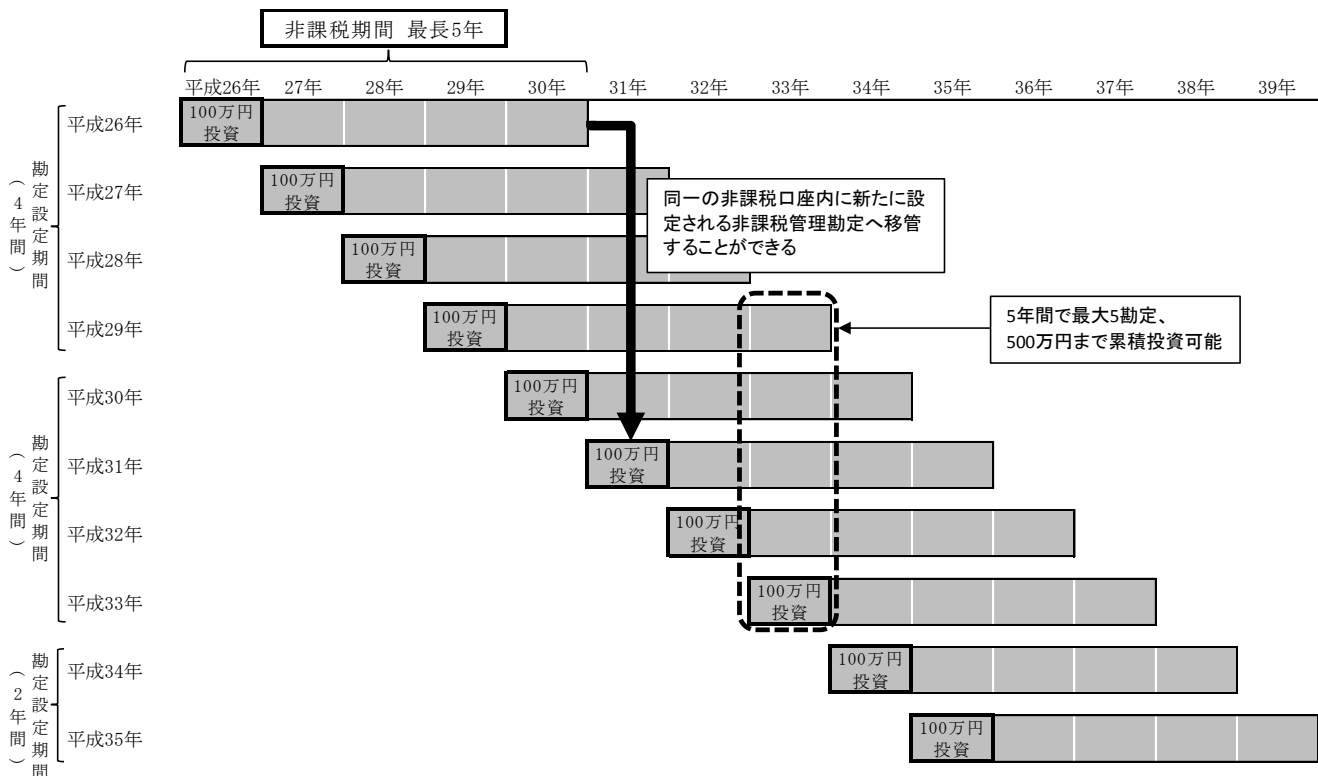 非課税期間 最長5年
平成26年 27年 28年 29年 30年 31年 32年 33年 34年 35年 36年 37年 38年 39年
勘定設定期間
（4年間）
平成26年
100万円
投資
平成27年
100万円
投資
同一の非課税口座内に新たに設
定される非課税管理勘定へ移管
することができる
平成28年
100万円
投資
平成29年
100万円
投資
5年間で最大5勘定、
500万円まで累積投資可能
勘定設定期間
（4年間）
平成30年
100万円
投資
平成31年
100万円
投資
平成32年
100万円
投資
平成33年
100万円
投資
勘定設定期間
（2年間）
平成34年
100万円
投資
平成35年
100万円
投資